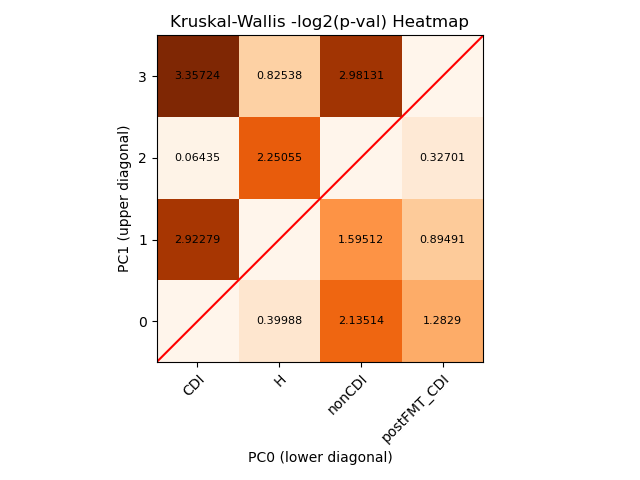 Kruskal-Wallis -log2(p-val) Heatmap
PC1 (upper diagonal)
3
3.35724 0.82538 2.98131
2
0.06435 2.25055 0.32701
1
2.92279 1.59512 0.89491
0
0.39988 2.13514 1.2829
CDI H nonCDI postFMT_CDI
PC0 (lower diagonal)